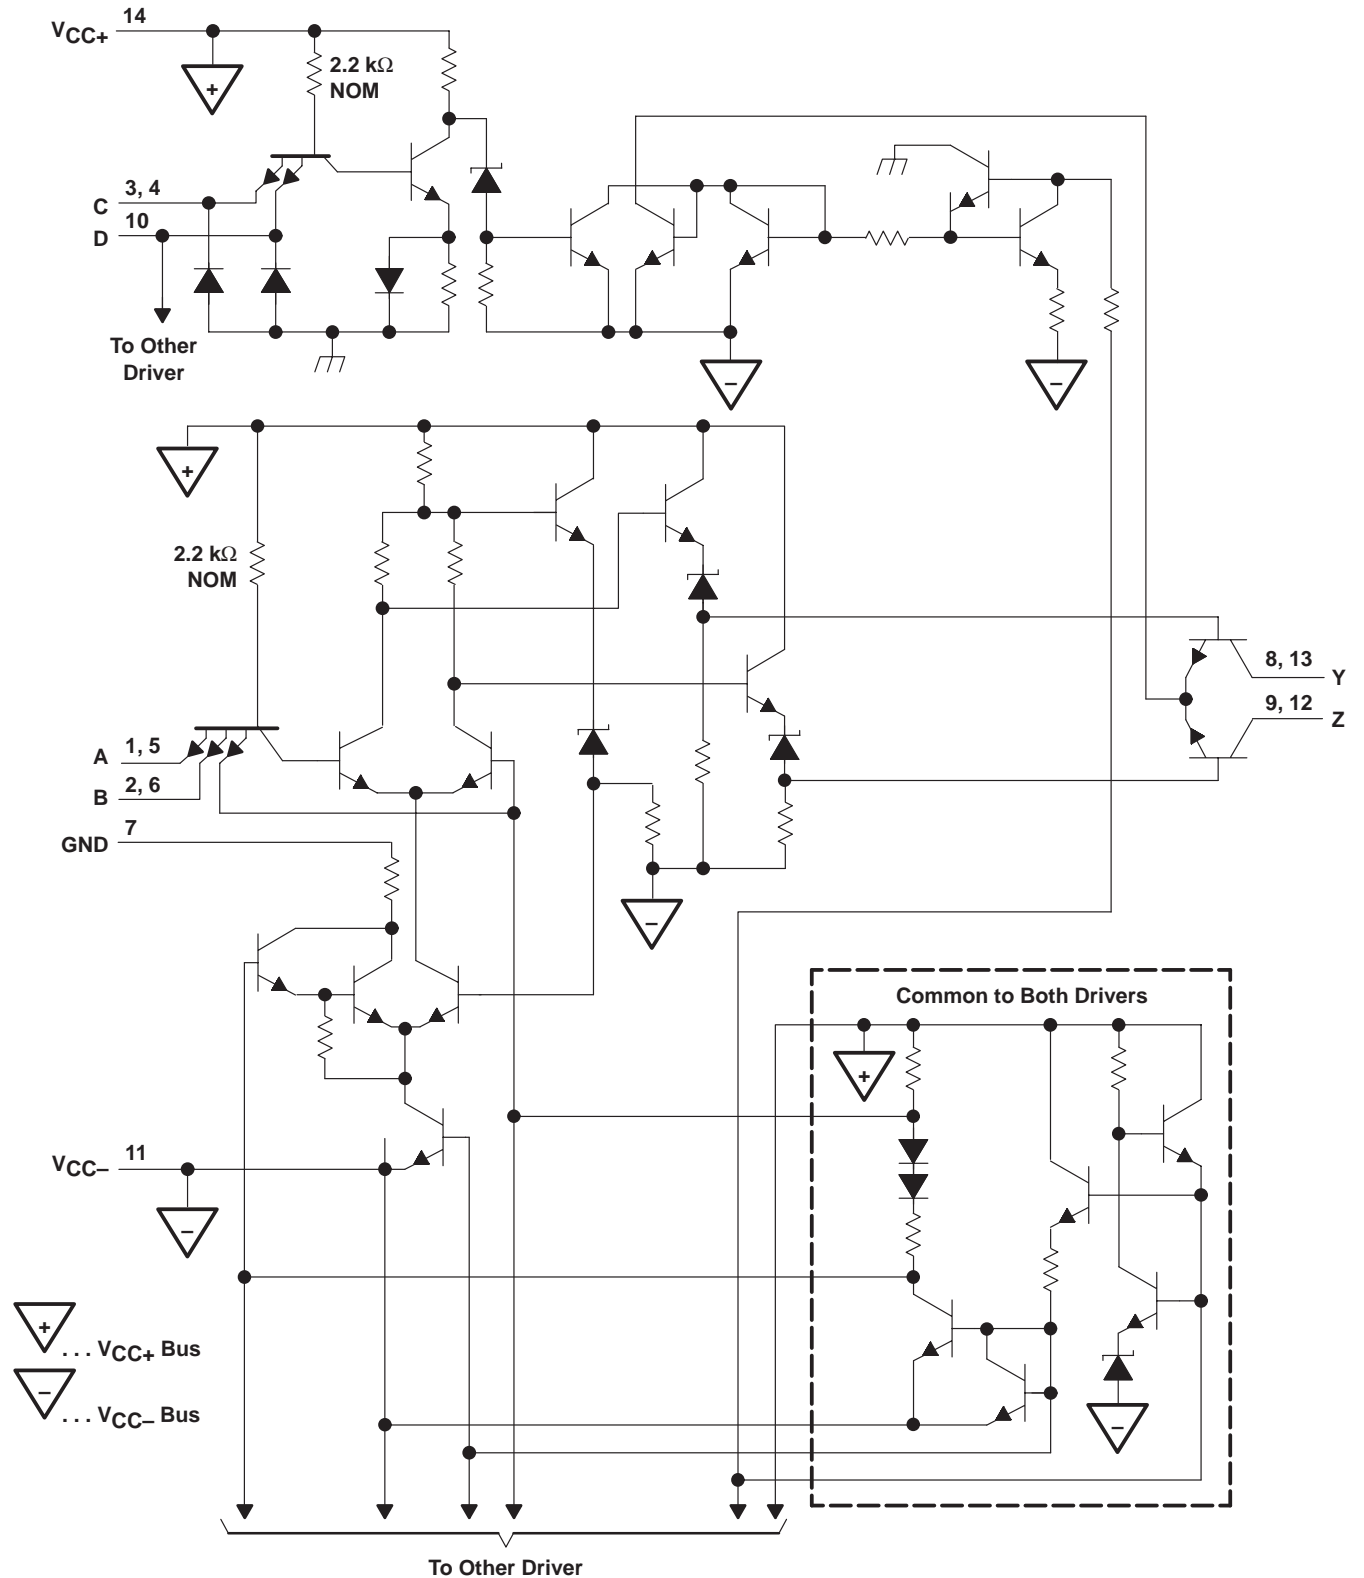 VCC+ 14
+
2.2 kΩ
NOM
C 3, 4
D 10
To Other
Driver
−
−
+
2.2 kΩ
NOM
8, 13 Y
9, 12 Z
A 1, 5
B 2, 6
GND 7
−
Common to Both Drivers
+
VCC– 11
−
+ . . . VCC+ Bus
− . . . VCC– Bus
−
To Other Driver